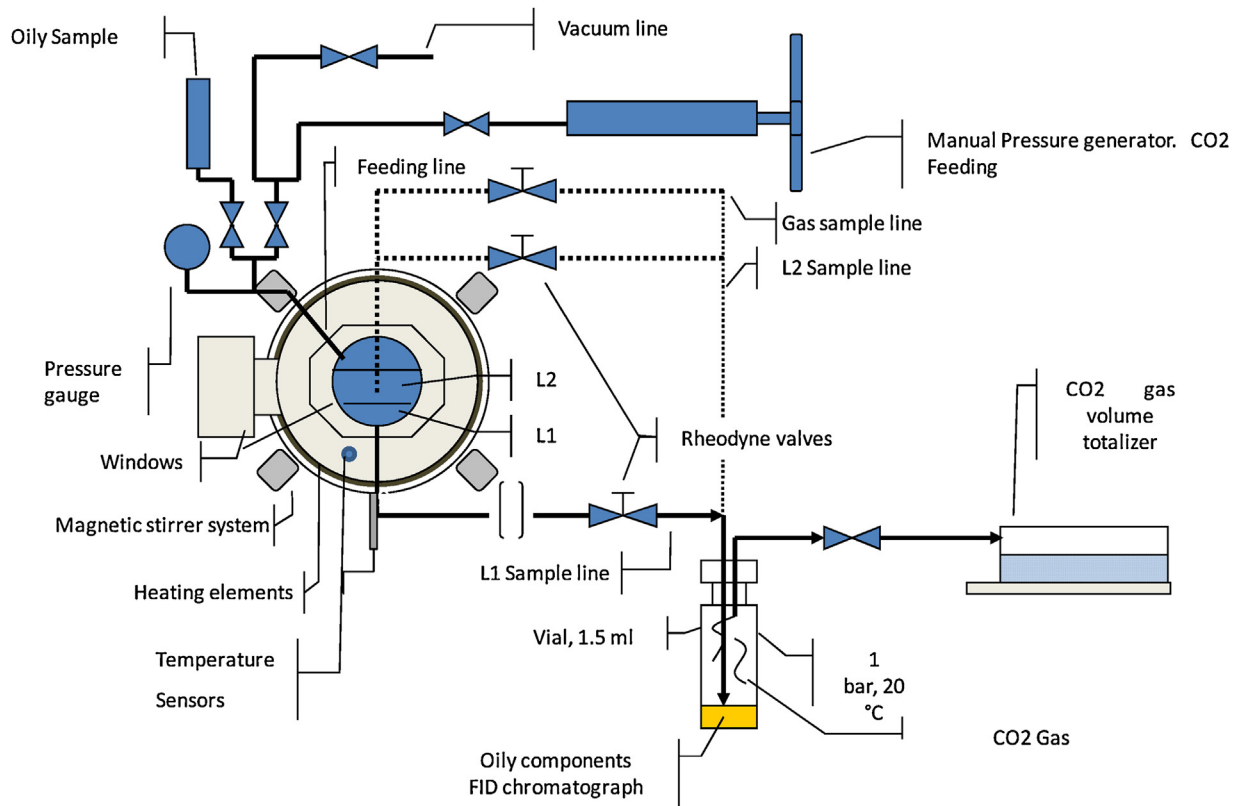 Oily Sample
Vacuum line
Manual Pressure generator. CO2
Feeding
Feeding line
Gas sample line
L2 Sample line
Pressure
gauge
L2
L1
CO2 gas
volume
totalizer
Rheodyne valves
Windows
Magnetic stirrer system
L1 Sample line
Heating elements
Vial, 1.5 ml
Temperature
Sensors
1
bar, 20
°C
CO2 Gas
Oily components
FID chromatograph